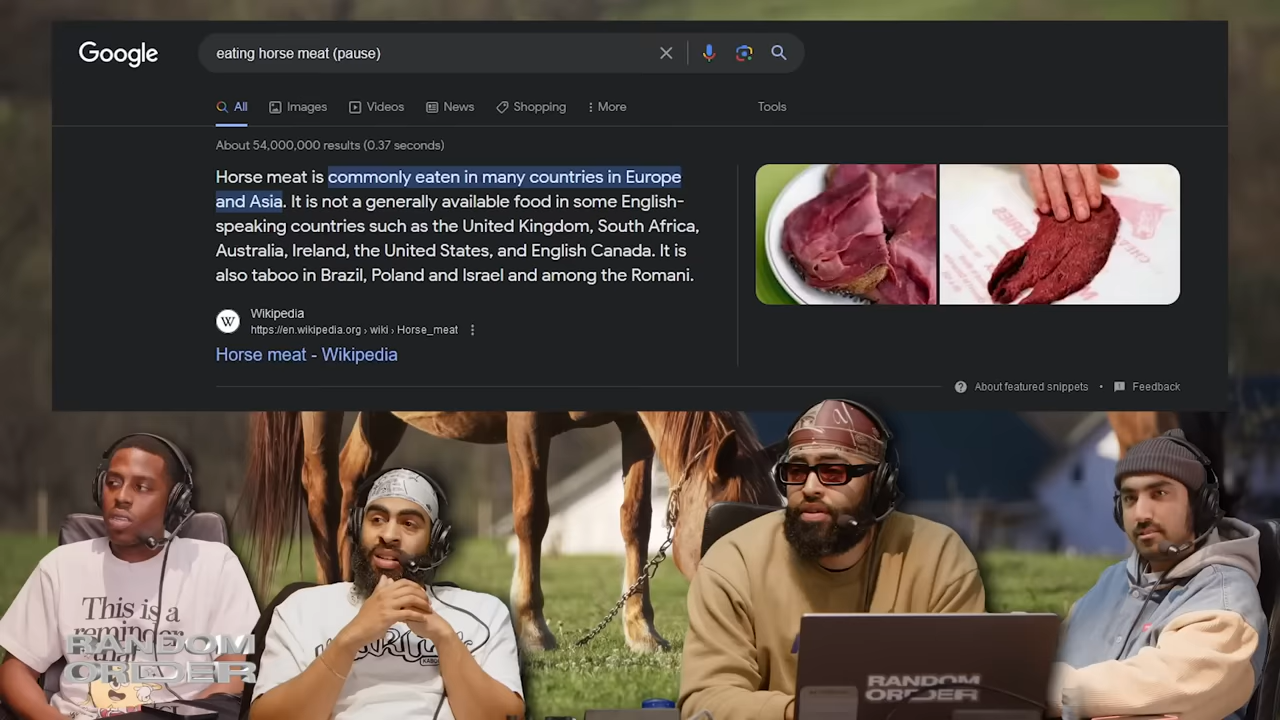 Google
eating horse meat (pause)
All Images Videos News Shopping More Tools
About 54,000,000 results (0.37 seconds)
Horse meat is commonly eaten in many countries in Europe
and Asia. It is not a generally available food in some English-
speaking countries such as the United Kingdom, South Africa,
Australia, Ireland, the United States, and English Canada. It is
also taboo in Brazil, Poland and Israel and among the Romani.
W
Wikipedia
https://en.wikipedia.org › wiki › Horse_meat
Horse meat - Wikipedia
About featured snippets • Feedback
This is a
reminder
RANDOM
ORDER
RANDOM
ORDER